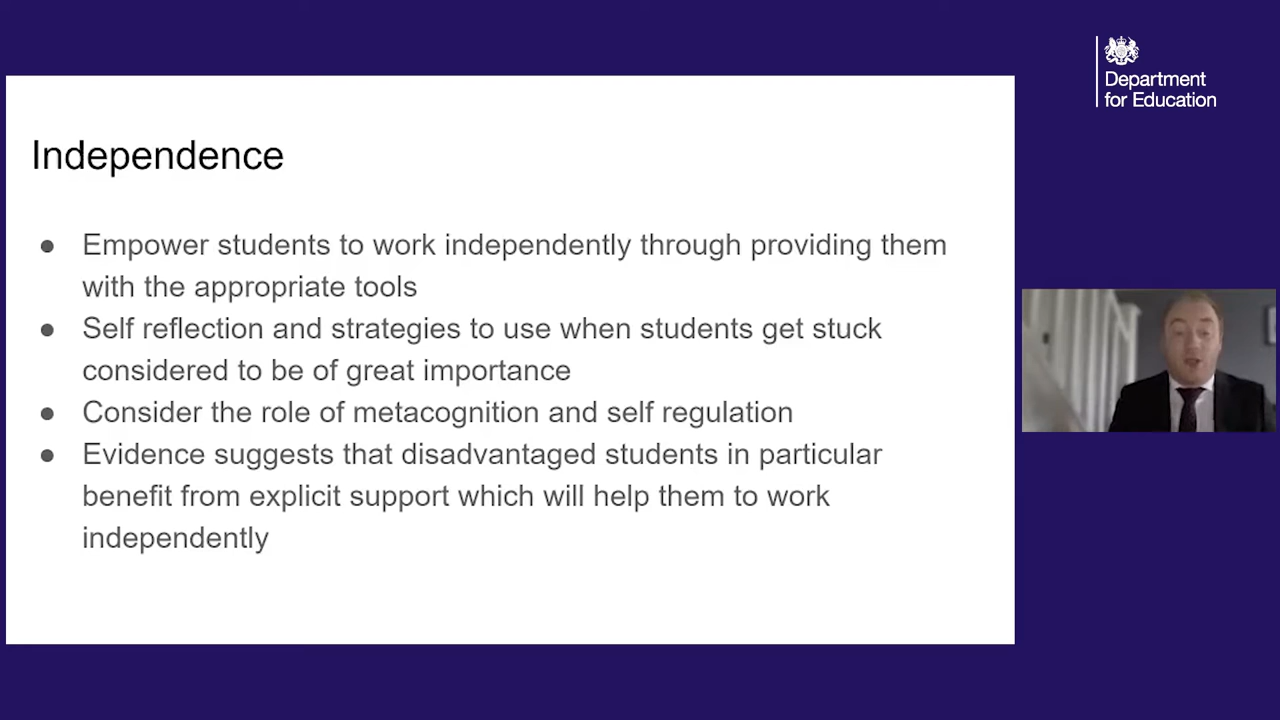 Department
for Education
Independence
● Empower students to work independently through providing them
with the appropriate tools
● Self reflection and strategies to use when students get stuck
considered to be of great importance
● Consider the role of metacognition and self regulation
● Evidence suggests that disadvantaged students in particular
benefit from explicit support which will help them to work
independently